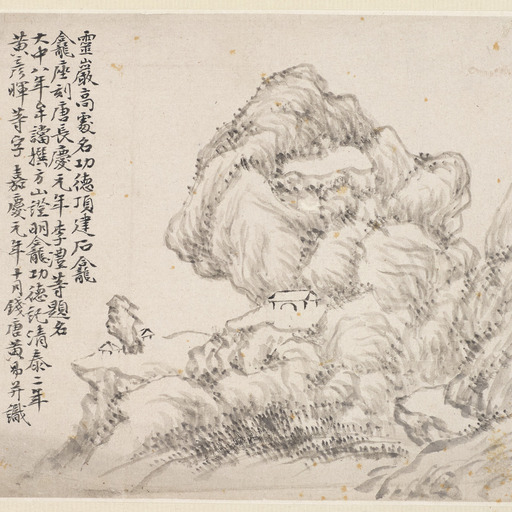 靈巖高處名功德頂建石龕
龕座刻唐長慶元年李豐等題名
大中八年牟璫撰方山證明龕功德記清泰二年
黃彥暉等字嘉慶元年十月錢唐黃易并識